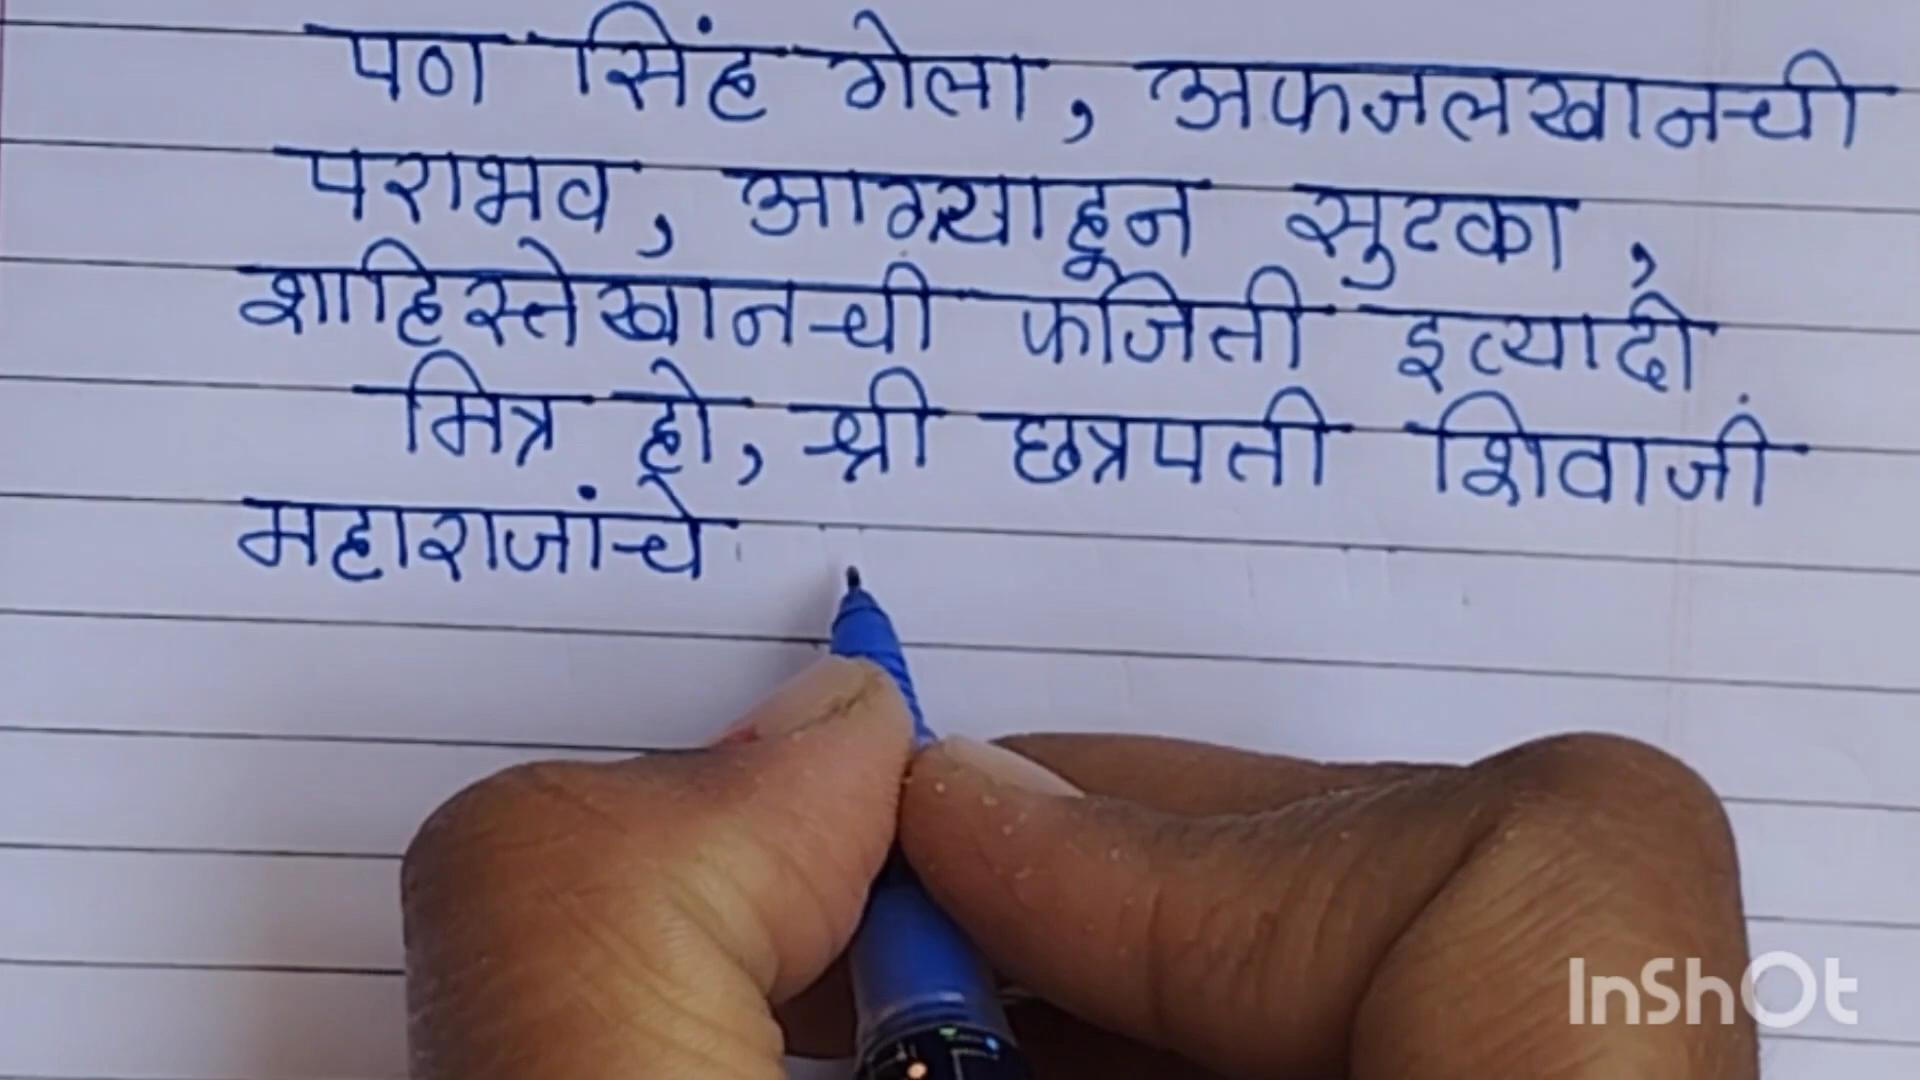 पण सिंह गेला, अफजलखानची
पराभव, आग्र्याहून सुटका,
शाहिस्तेखानची फजिती इत्यादी.
मित्र हो, श्री छत्रपती शिवाजी
महाराजांचे
InShOt